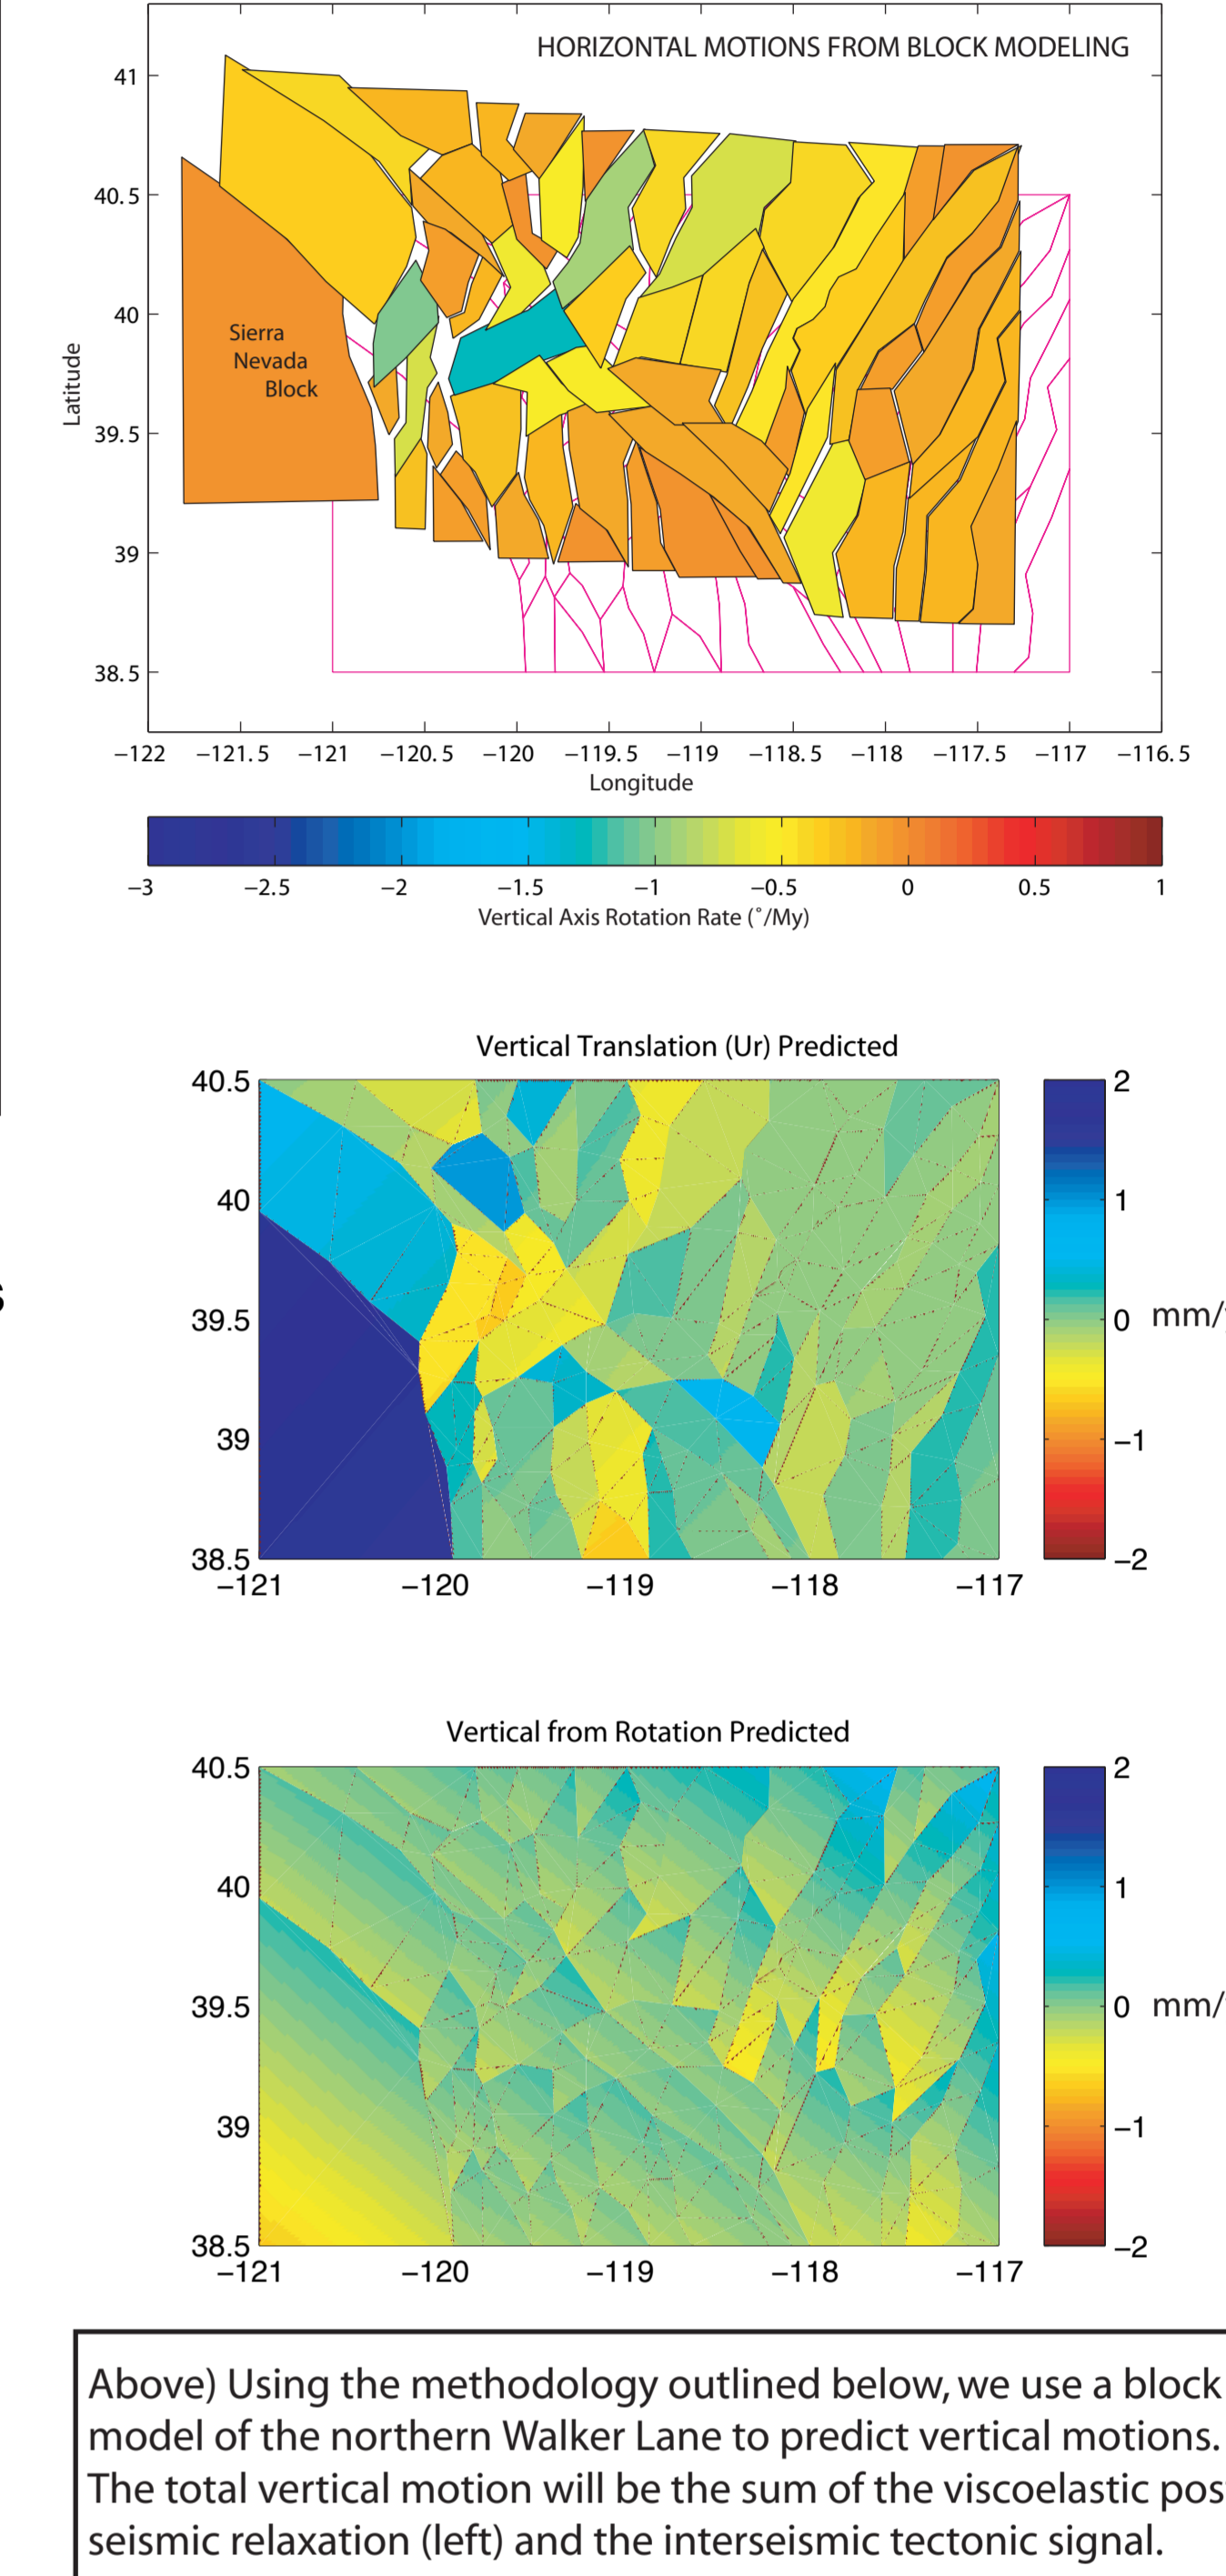 HORIZONTAL MOTIONS FROM BLOCK MODELING
41
40.5
40
39.5
39
38.5
Latitude
Sierra
Nevada
Block
−122 −121.5 −121 −120.5 −120 −119.5 −119 −118.5 −118 −117.5 −117 −116.5
Longitude
−3 −2.5 −2 −1.5 −1 −0.5 0 0.5 1
Vertical Axis Rotation Rate (˚/My)
Vertical Translation (Ur) Predicted
40.5
40
39.5
39
38.5
−121 −120 −119 −118 −117
2
1
0
−1
−2
mm/
Vertical from Rotation Predicted
40.5
40
39.5
39
38.5
−121 −120 −119 −118 −117
2
1
0
−1
−2
mm/
Above) Using the methodology outlined below, we use a block
model of the northern Walker Lane to predict vertical motions.
The total vertical motion will be the sum of the viscoelastic pos
seismic relaxation (left) and the interseismic tectonic signal.